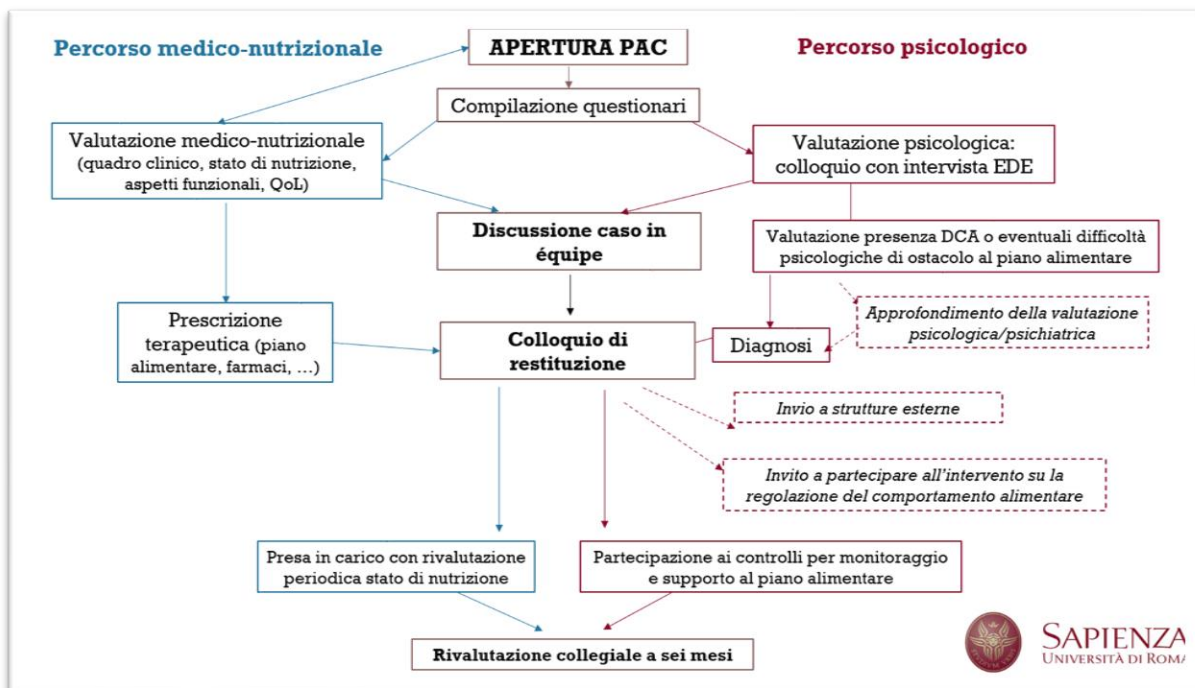 Percorso medico-nutrizionale
APERTURA PAC
Percorso psicologico
Compilazione questionari
Valutazione medico-nutrizionale
(quadro clinico, stato di nutrizione,
aspetti funzionali, QoL)
Valutazione psicologica:
colloquio con intervista EDE
Discussione caso in
équipe
Valutazione presenza DCA o eventuali difficoltà
psicologiche di ostacolo al piano alimentare
Prescrizione
terapeutica (piano
alimentare, farmaci, ...)
Colloquio di
restituzione
Diagnosi
Approfondimento della valutazione
psicologica/psichiatrica
Invio a strutture esterne
Invito a partecipare all'intervento su la
regolazione del comportamento alimentare
Presa in carico con rivalutazione
periodica stato di nutrizione
Partecipazione ai controlli per monitoraggio
e supporto al piano alimentare
Rivalutazione collegiale a sei mesi
SAPIENZA
UNIVERSITÀ DI ROMA